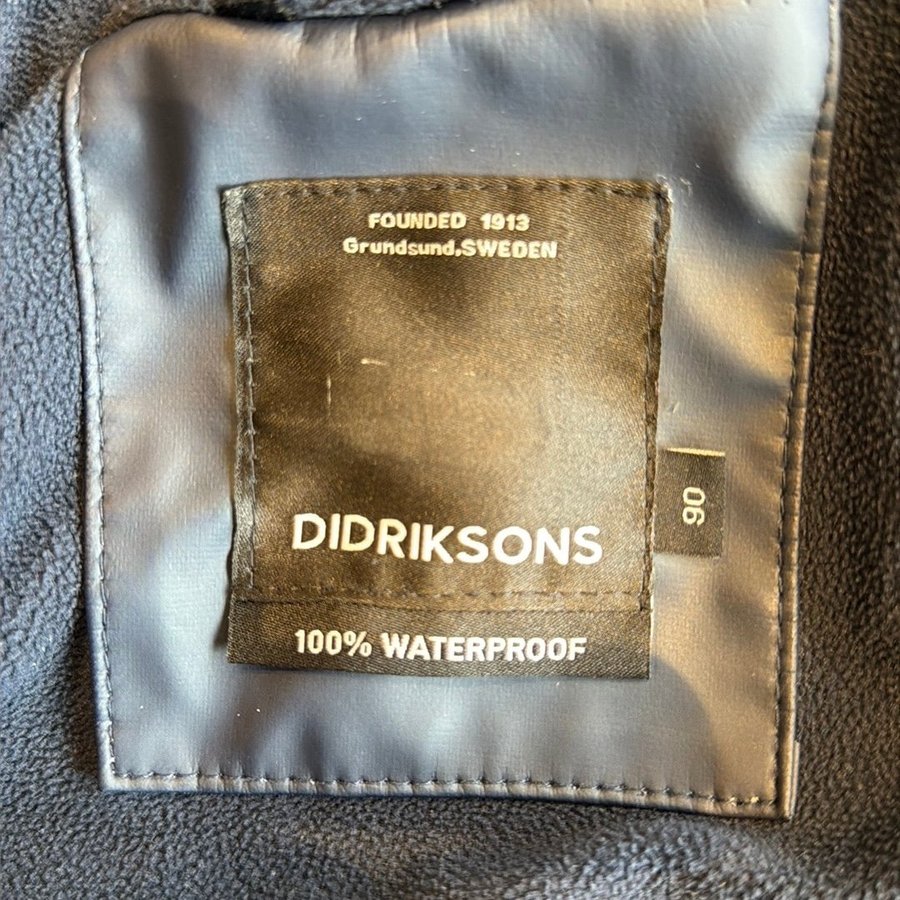 FOUNDED 1913
Grundsund,SWEDEN
DIDRIKSONS
90
100% WATERPROOF